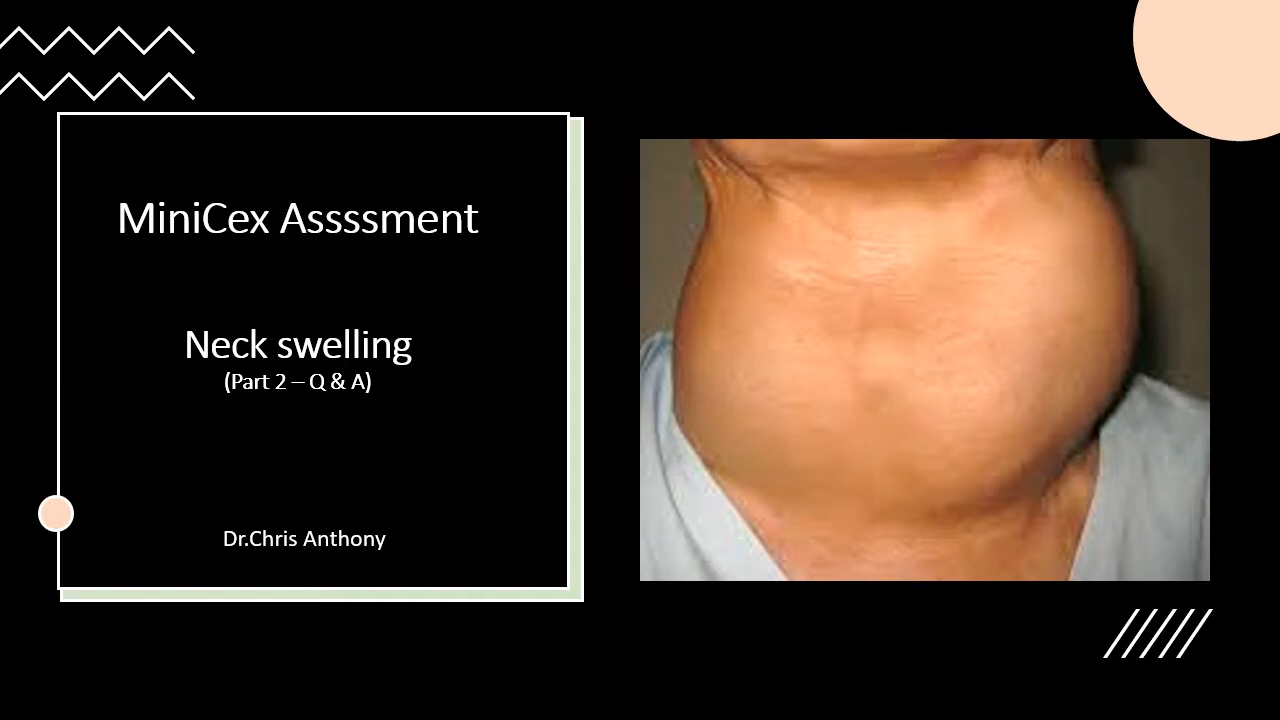 MiniCex Assssment
Neck swelling
(Part 2 – Q & A)
Dr.Chris Anthony